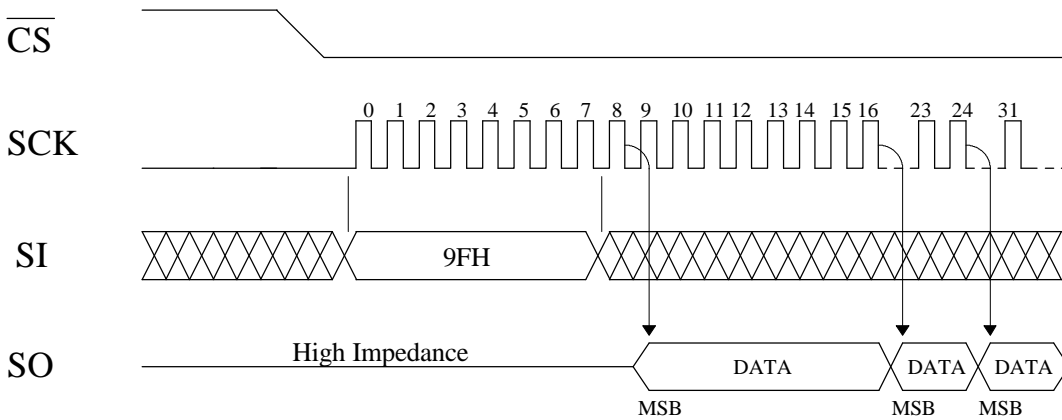 CS
SCK
0 1 2 3 4 5 6 7 8 9 10 11 12 13 14 15 16 23 24 31
SI
9FH
SO
High Impedance
DATA DATA DATA
MSB MSB MSB